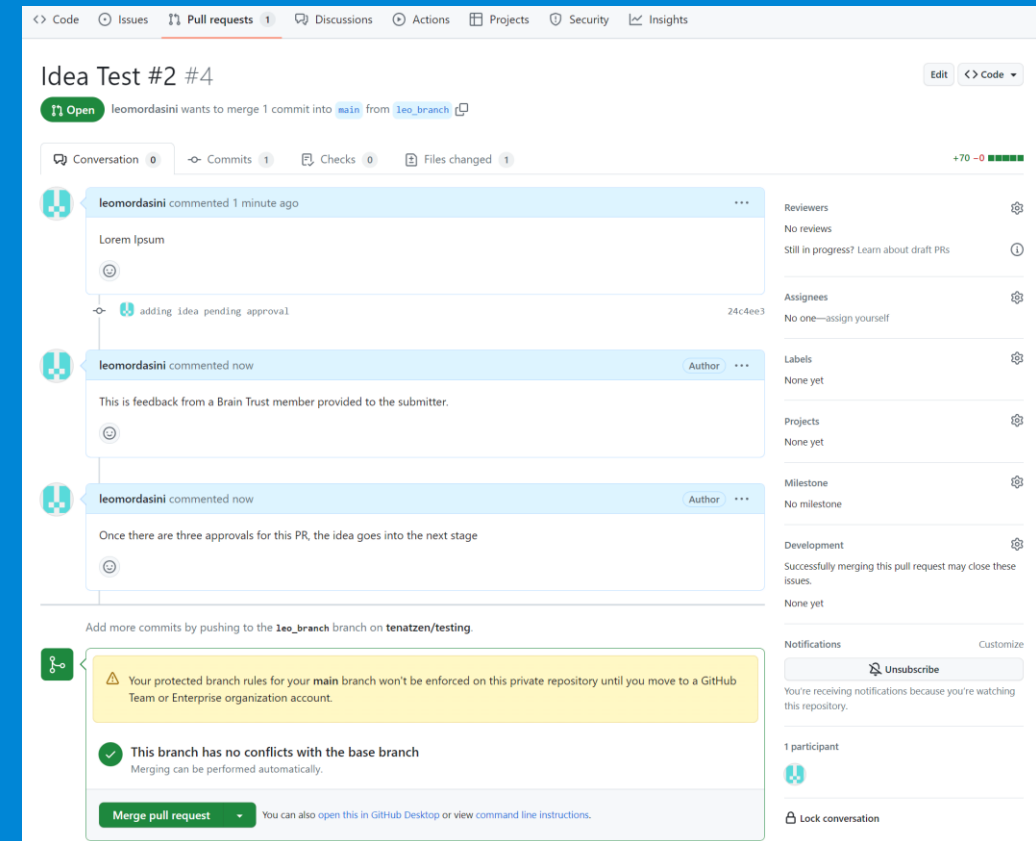 Code Issues Pull requests 1 Discussions Actions Projects Security Insights
Idea Test #2 #4
Edit <> Code
Open leomordasini wants to merge 1 commit into main from leo_branch
Conversation 0 Commits 1 Checks 0 Files changed 1
+70 −0
leomordasini commented 1 minute ago
Lorem Ipsum
adding idea pending approval 24c4ee3
leomordasini commented now Author
This is feedback from a Brain Trust member provided to the submitter.
leomordasini commented now Author
Once there are three approvals for this PR, the idea goes into the next stage
Add more commits by pushing to the leo_branch branch on tenatzen/testing.
Your protected branch rules for your main branch won't be enforced on this private repository until you move to a GitHub
Team or Enterprise organization account.
This branch has no conflicts with the base branch
Merging can be performed automatically.
Merge pull request You can also open this in GitHub Desktop or view command line instructions.
Reviewers
No reviews
Still in progress? Learn about draft PRs
Assignees
No one—assign yourself
Labels
None yet
Projects
None yet
Milestone
No milestone
Development
Successfully merging this pull request may close these
issues.
None yet
Notifications Customize
Unsubscribe
You're receiving notifications because you're watching
this repository.
1 participant
Lock conversation